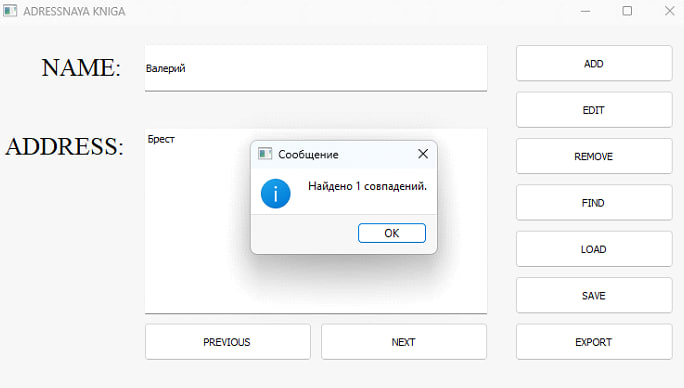 ADRESSNAYA KNIGA
NAME:
Валерий
ADD
EDIT
ADDRESS:
Брест
REMOVE
Сообщение
Найдено 1 совпадений.
OK
FIND
LOAD
SAVE
PREVIOUS
NEXT
EXPORT